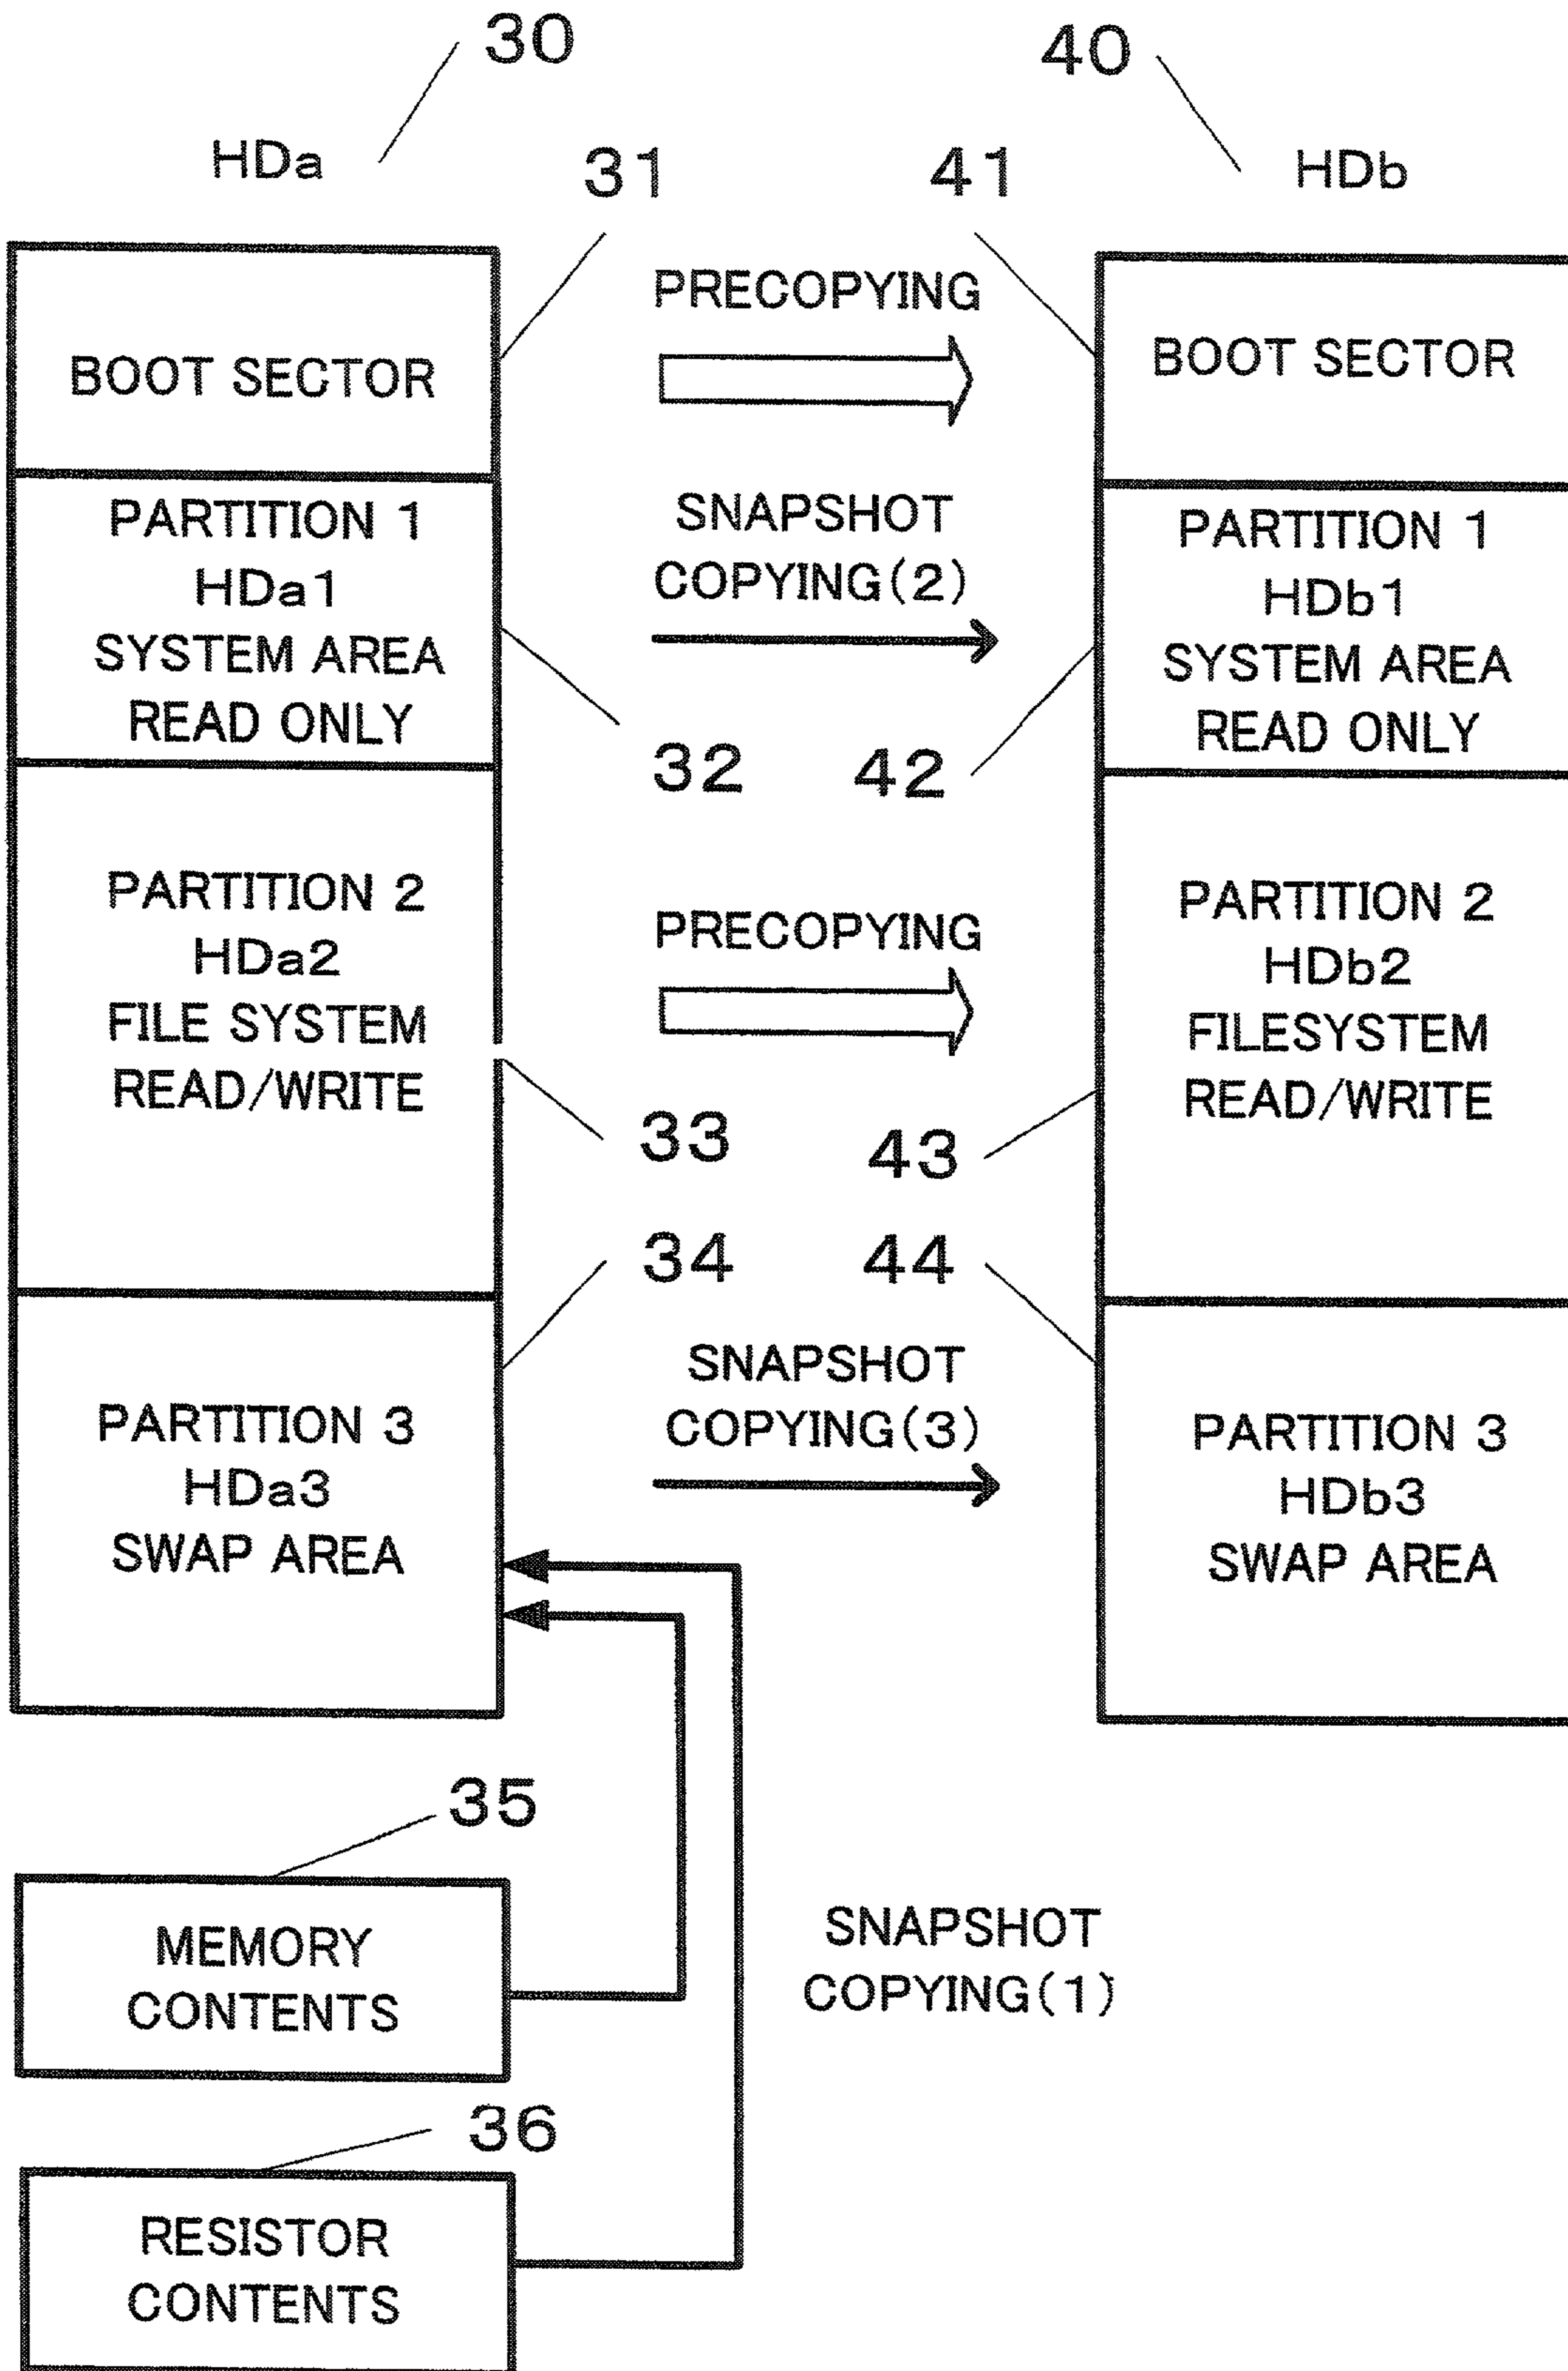 30
40
HDa
31
41
HDb
BOOT SECTOR
PRECOPYING
BOOT SECTOR
PARTITION 1
HDa1
SYSTEM AREA
READ ONLY
SNAPSHOT
COPYING(2)
PARTITION 1
HDb1
SYSTEM AREA
READ ONLY
32
42
PARTITION 2
HDa2
FILE SYSTEM
READ/WRITE
PRECOPYING
PARTITION 2
HDb2
FILESYSTEM
READ/WRITE
33
43
34
44
PARTITION 3
HDa3
SWAP AREA
SNAPSHOT
COPYING(3)
PARTITION 3
HDb3
SWAP AREA
35
MEMORY
CONTENTS
SNAPSHOT
COPYING(1)
36
RESISTOR
CONTENTS